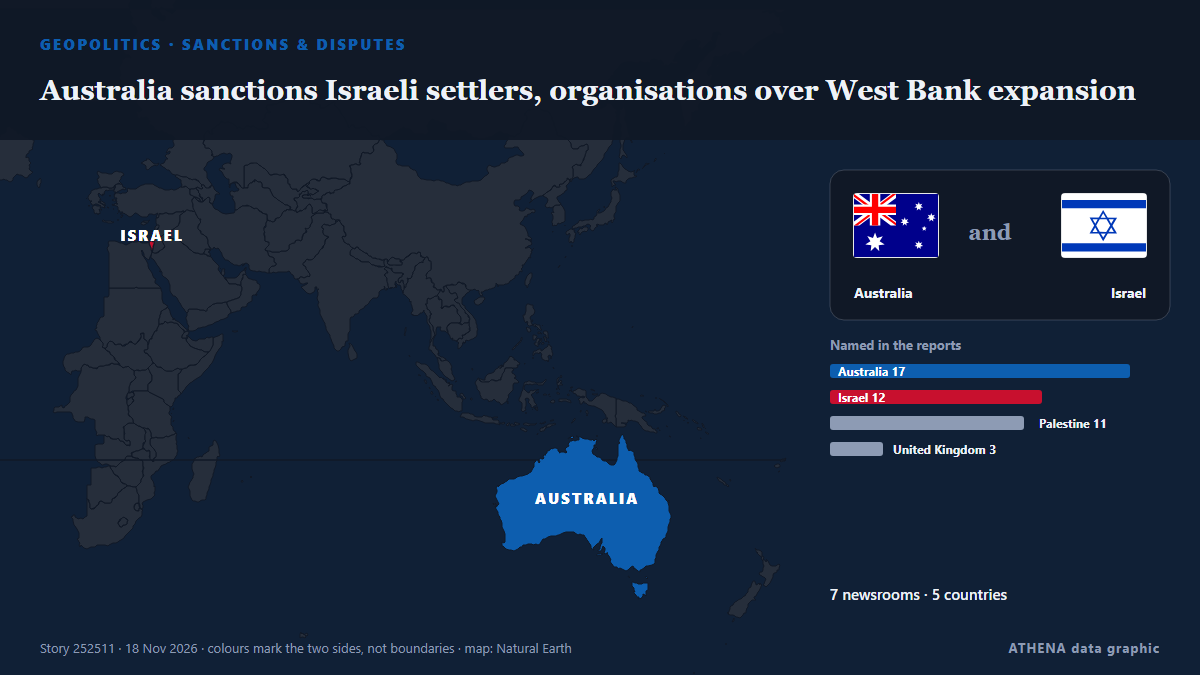 GEOPOLITICS · SANCTIONS & DISPUTES
Australia sanctions Israeli settlers, organisations over West Bank expansion
ISRAEL
AUSTRALIA
and
Australia
Israel
Named in the reports
Australia 17
Israel 12
Palestine 11
United Kingdom 3
7 newsrooms · 5 countries
Story 252511 · 18 Nov 2026 · colours mark the two sides, not boundaries · map: Natural Earth
ATHENA data graphic